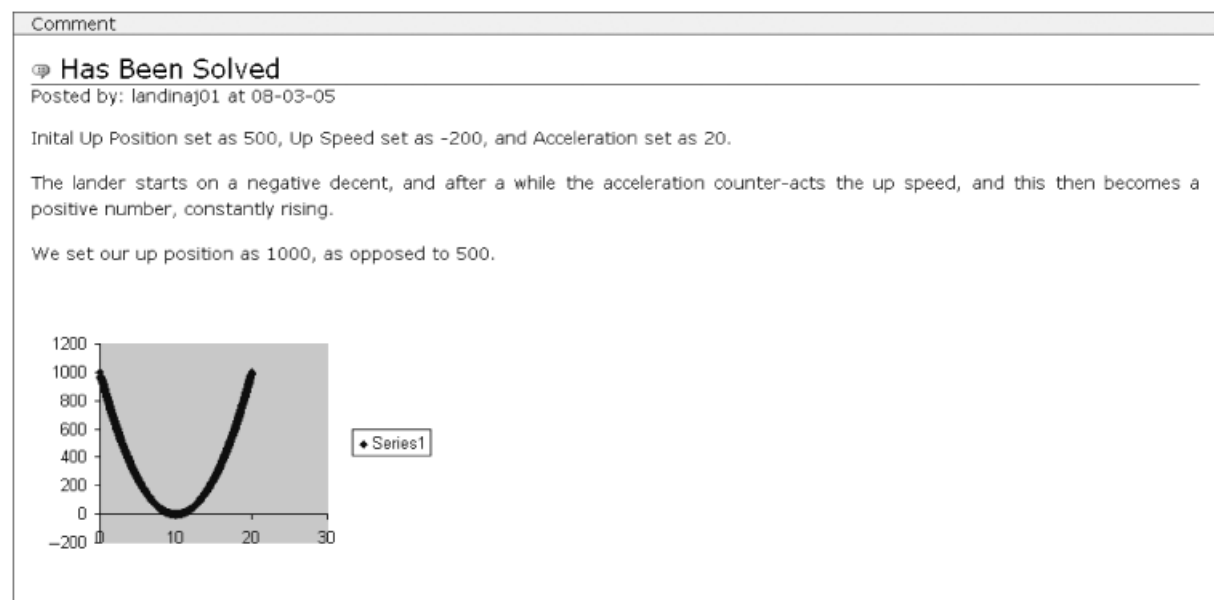 Comment
Has Been Solved
Posted by: landinaj01 at 08-03-05
Inital Up Position set as 500, Up Speed set as -200, and Acceleration set as 20.
The lander starts on a negative decent, and after a while the acceleration counter-acts the up speed, and this then becomes a
positive number, constantly rising.
We set our up position as 1000, as opposed to 500.
1200
1000
800
600
400
200
0
−200
0 10 20 30
Series1